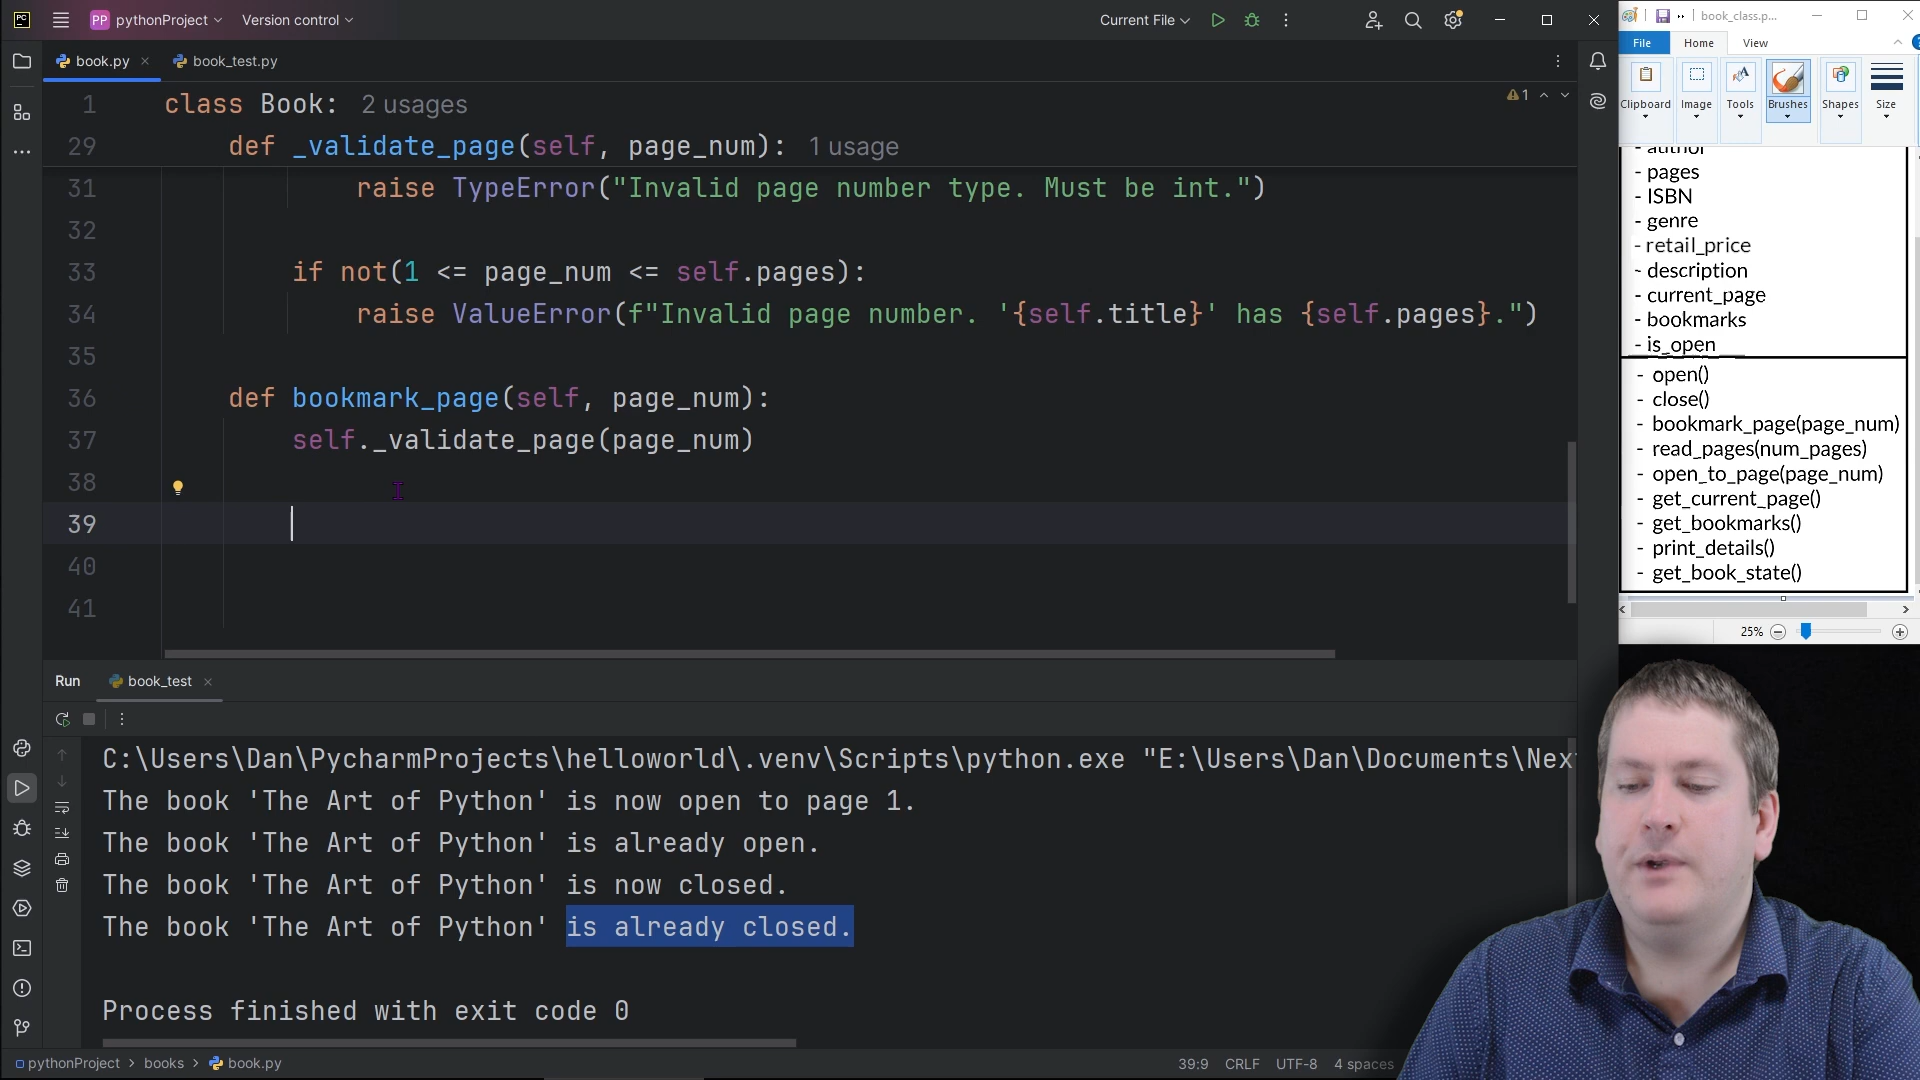 PC
PP pythonProject
Version control
Current File
book.py
book_test.py
1 class Book: 2 usages
29 def _validate_page(self, page_num): 1 usage
31 raise TypeError("Invalid page number type. Must be int.")
32
33 if not(1 <= page_num <= self.pages):
34 raise ValueError(f"Invalid page number. '{self.title}' has {self.pages}.")
35
36 def bookmark_page(self, page_num):
37 self._validate_page(page_num)
38
39
40
41
1
Run
book_test
C:\Users\Dan\PycharmProjects\helloworld\.venv\Scripts\python.exe "E:\Users\Dan\Documents\Nex
The book 'The Art of Python' is now open to page 1.
The book 'The Art of Python' is already open.
The book 'The Art of Python' is now closed.
The book 'The Art of Python' is already closed.
Process finished with exit code 0
pythonProject > books > book.py
39:9 CRLF UTF-8 4 spaces
book_class.p...
File Home View
Clipboard Image Tools Brushes Shapes Size
- author
- pages
- ISBN
- genre
- retail_price
- description
- current_page
- bookmarks
- is_open
- open()
- close()
- bookmark_page(page_num)
- read_pages(num_pages)
- open_to_page(page_num)
- get_current_page()
- get_bookmarks()
- print_details()
- get_book_state()
25%